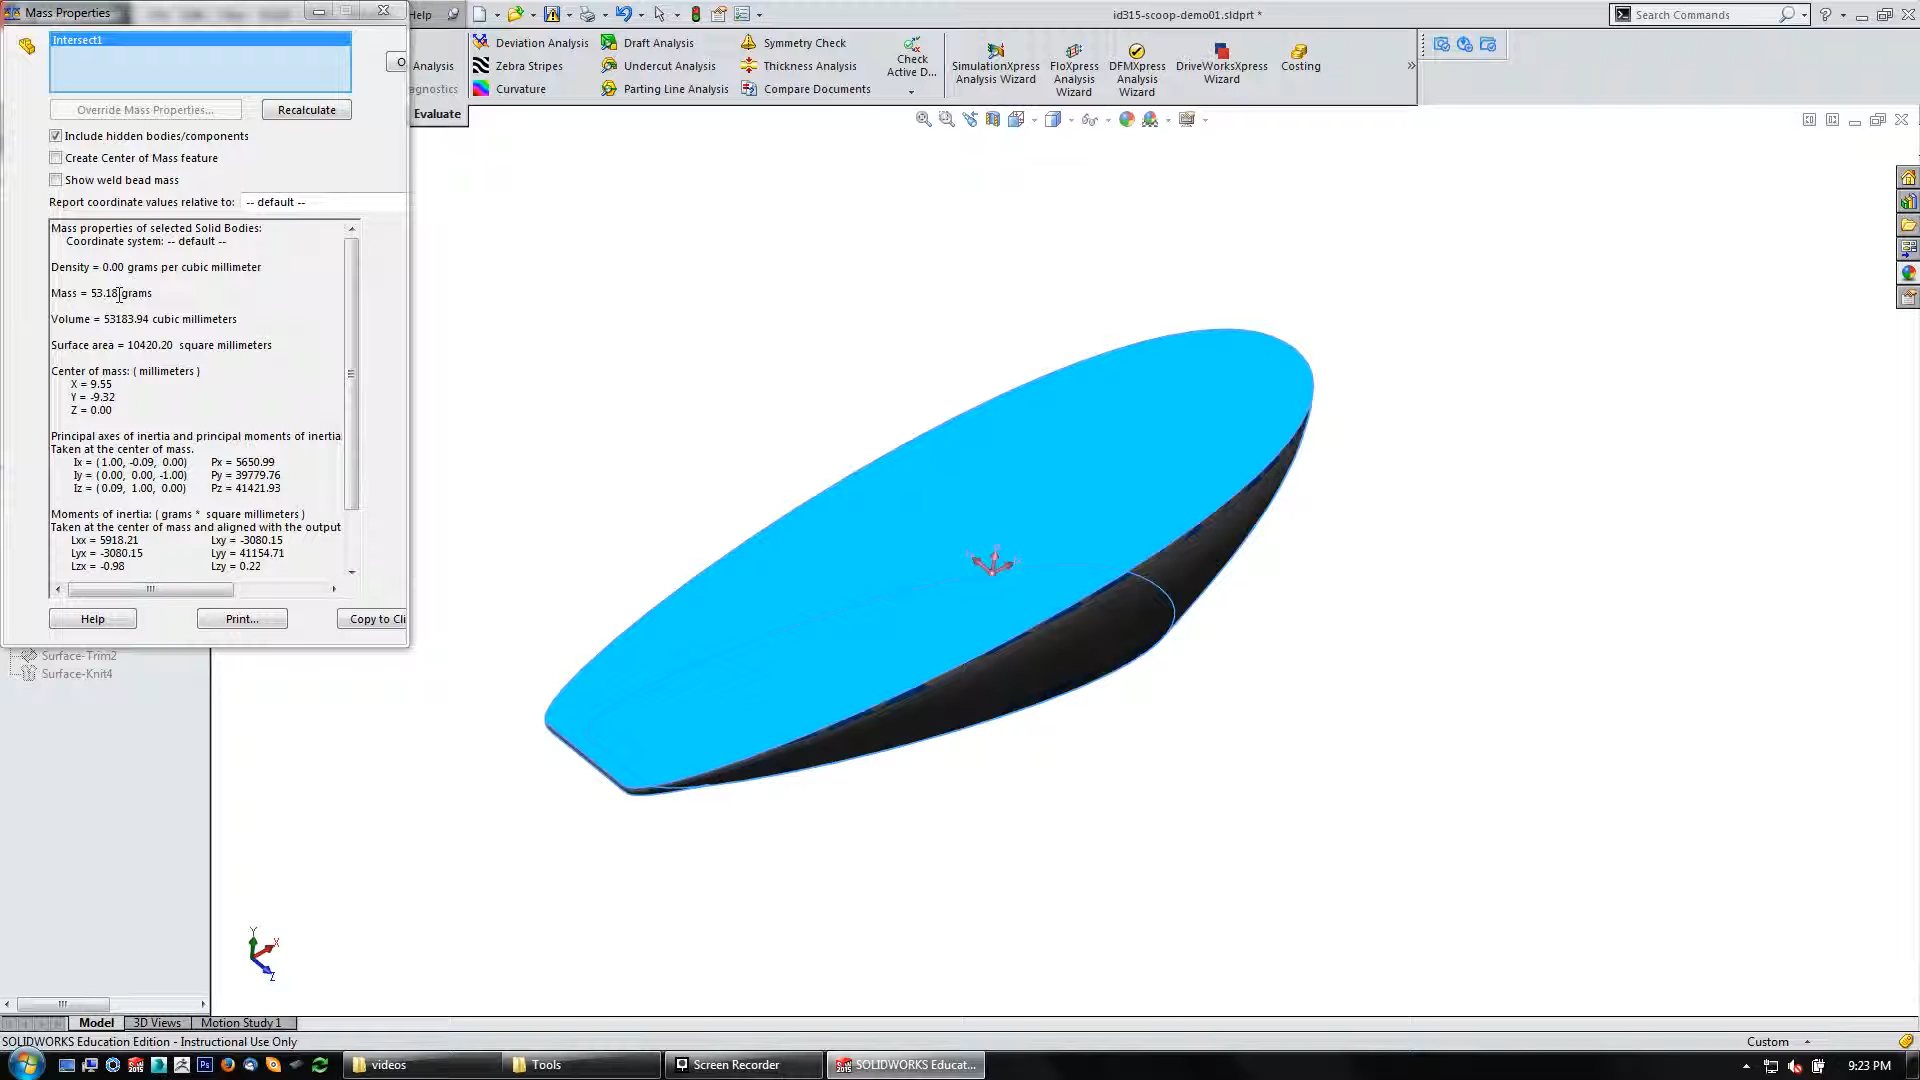 Mass Properties
Help
id315-scoop-demo01.sldprt *
Search Commands
Intersect1
Override Mass Properties...
Recalculate
Include hidden bodies/components
Create Center of Mass feature
Show weld bead mass
Report coordinate values relative to: -- default --
Mass properties of selected Solid Bodies:
Coordinate system: -- default --
Density = 0.00 grams per cubic millimeter
Mass = 53.18 grams
Volume = 53183.94 cubic millimeters
Surface area = 10420.20 square millimeters
Center of mass: ( millimeters )
X = 9.55
Y = -9.32
Z = 0.00
Principal axes of inertia and principal moments of inertia
Taken at the center of mass.
Ix = ( 1.00, -0.09, 0.00) Px = 5650.99
Iy = ( 0.00, 0.00, -1.00) Py = 39779.76
Iz = ( 0.09, 1.00, 0.00) Pz = 41421.93
Moments of inertia: ( grams * square millimeters )
Taken at the center of mass and aligned with the output
Lxx = 5918.21 Lxy = -3080.15
Lyx = -3080.15 Lyy = 41154.71
Lzx = -0.98 Lzy = 0.22
Help
Print...
Copy to Cli
Analysis
Evaluate
Deviation Analysis
Zebra Stripes
Curvature
Draft Analysis
Undercut Analysis
Parting Line Analysis
Symmetry Check
Thickness Analysis
Compare Documents
Check
Active D...
SimulationXpress
Analysis Wizard
FloXpress
Analysis
Wizard
DFMXpress
Analysis
Wizard
DriveWorksXpress
Wizard
Costing
Surface-Trim2
Surface-Knit4
Y
X
Z
Model
3D Views
Motion Study 1
SOLIDWORKS Education Edition - Instructional Use Only
Custom
videos
Tools
Screen Recorder
SOLIDWORKS Educat...
9:23 PM